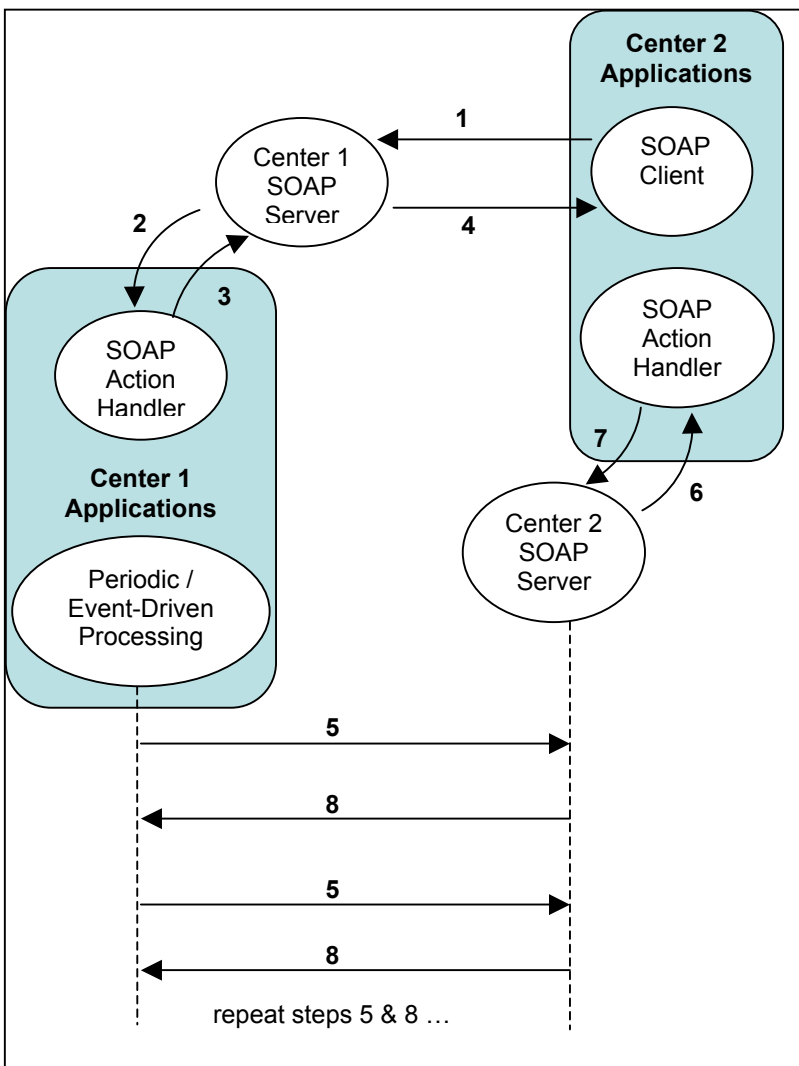 Center 2
Applications
1
SOAP
Client
Center 1
SOAP
Server
2
4
3
SOAP
Action
Handler
SOAP
Action
Handler
7
6
Center 1
Applications
Center 2
SOAP
Server
Periodic /
Event-Driven
Processing
5
8
5
8
repeat steps 5 & 8 …